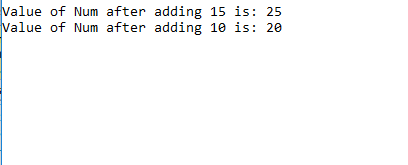 Value of Num after adding 15 is: 25
Value of Num after adding 10 is: 20